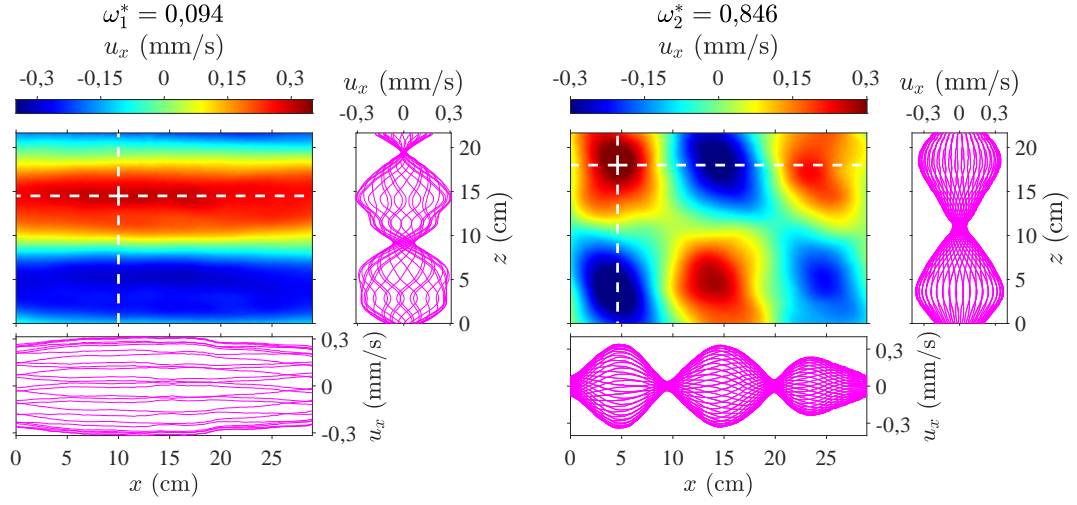 ω₁* = 0,094
u_x (mm/s)
-0,3 -0,15 0 0,15 0,3
u_x (mm/s)
-0,3 0 0,3
20
15
10
5
0
z (cm)
0,3
0
-0,3
u_x (mm/s)
0 5 10 15 20 25
x (cm)
ω₂* = 0,846
u_x (mm/s)
-0,30 -0,15 0 0,15 0,30
u_x (mm/s)
-0,3 0 0,3
20
15
10
5
0
z (cm)
0,3
0
-0,3
u_x (mm/s)
0 5 10 15 20 25
x (cm)